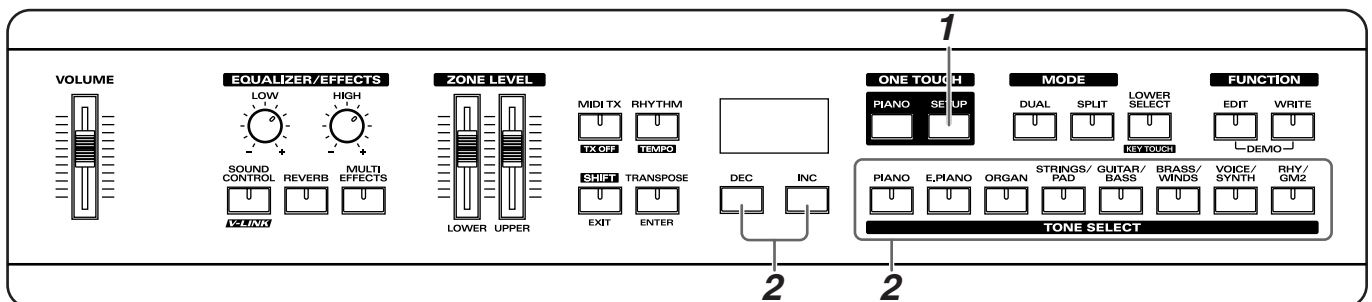 1
VOLUME
EQUALIZER/EFFECTS
LOW
HIGH
- +
- +
SOUND
CONTROL
REVERB
MULTI
EFFECTS
V-LINK
ZONE LEVEL
LOWER UPPER
MIDI TX
RHYTHM
TX OFF
TEMPO
SHIFT
TRANSPOSE
EXIT
ENTER
DEC
INC
2
ONE TOUCH
PIANO
SETUP
MODE
DUAL
SPLIT
LOWER
SELECT
KEY TOUCH
FUNCTION
EDIT
WRITE
DEMO
PIANO
E.PIANO
ORGAN
STRINGS/
PAD
GUITAR/
BASS
BRASS/
WINDS
VOICE/
SYNTH
RHY/
GM2
TONE SELECT
2